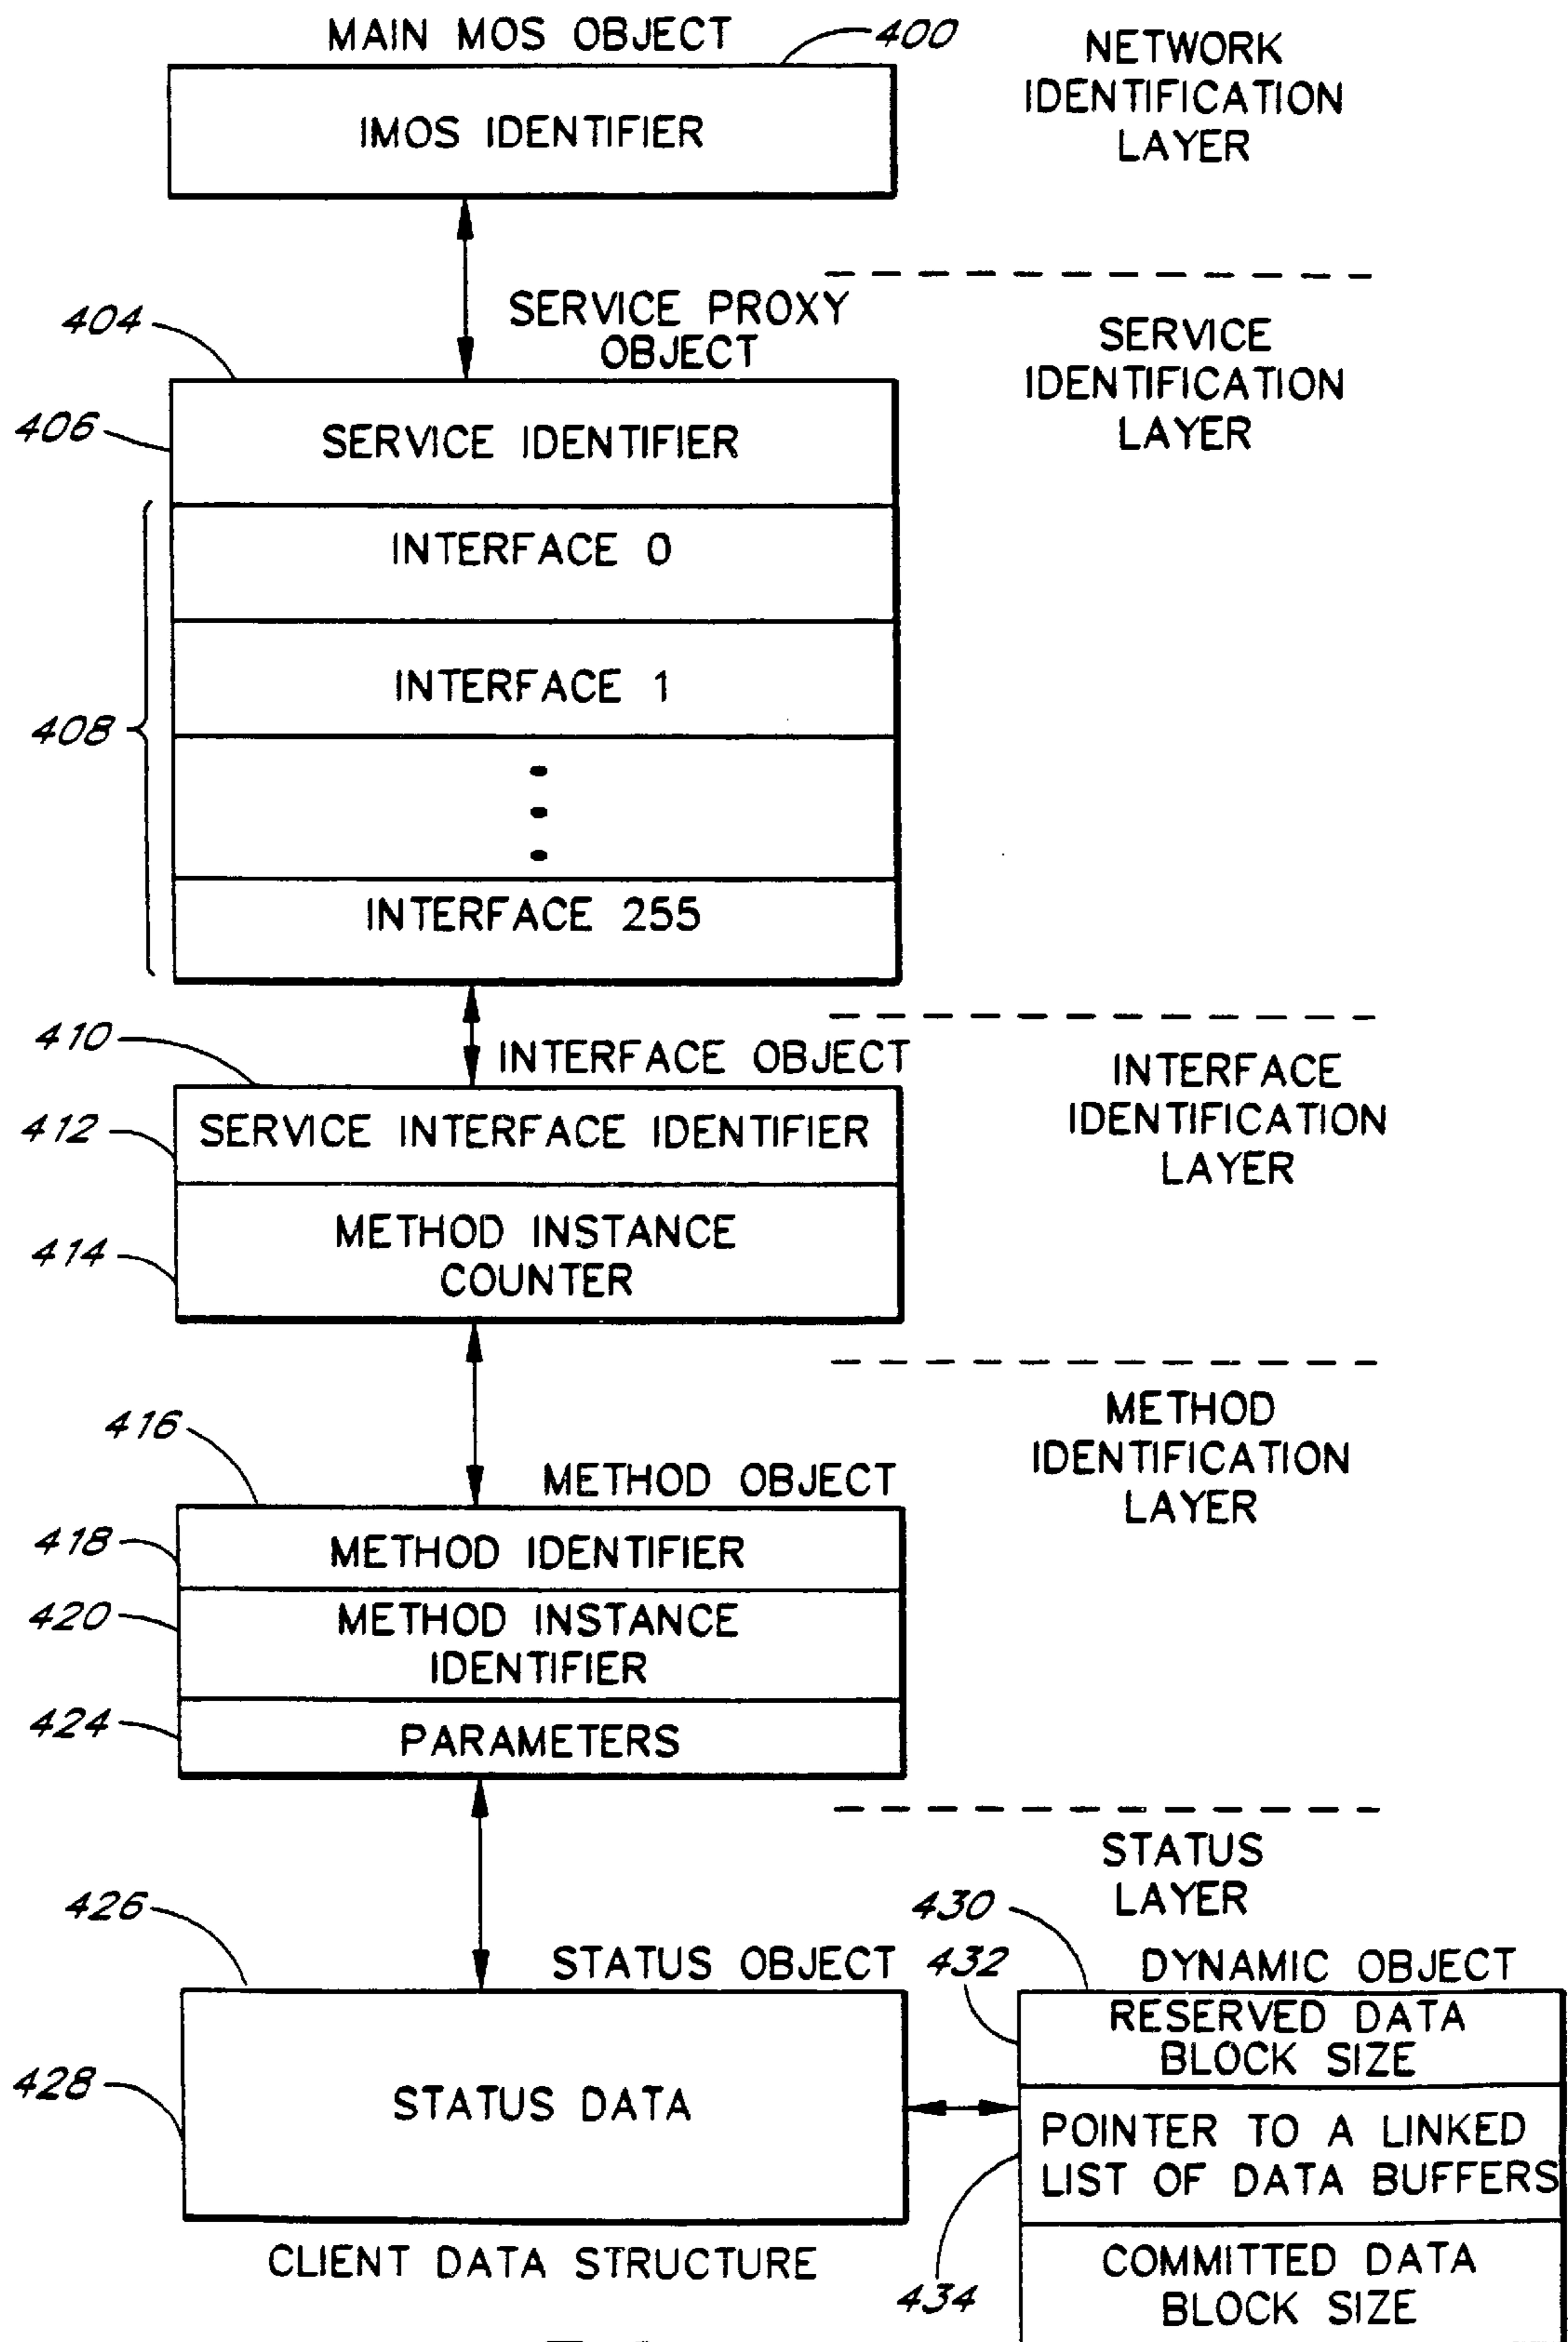 MAIN MOS OBJECT
400
NETWORK
IDENTIFICATION
LAYER
IMOS IDENTIFIER
404
SERVICE PROXY
OBJECT
SERVICE
IDENTIFICATION
LAYER
406
SERVICE IDENTIFIER
INTERFACE 0
INTERFACE 1
408
INTERFACE 255
410
INTERFACE OBJECT
INTERFACE
IDENTIFICATION
LAYER
412
SERVICE INTERFACE IDENTIFIER
414
METHOD INSTANCE
COUNTER
416
METHOD OBJECT
METHOD
IDENTIFICATION
LAYER
418
METHOD IDENTIFIER
420
METHOD INSTANCE
IDENTIFIER
424
PARAMETERS
STATUS
LAYER
426
STATUS OBJECT
430
432
DYNAMIC OBJECT
RESERVED DATA
BLOCK SIZE
428
STATUS DATA
POINTER TO A LINKED
LIST OF DATA BUFFERS
434
COMMITTED DATA
BLOCK SIZE
CLIENT DATA STRUCTURE